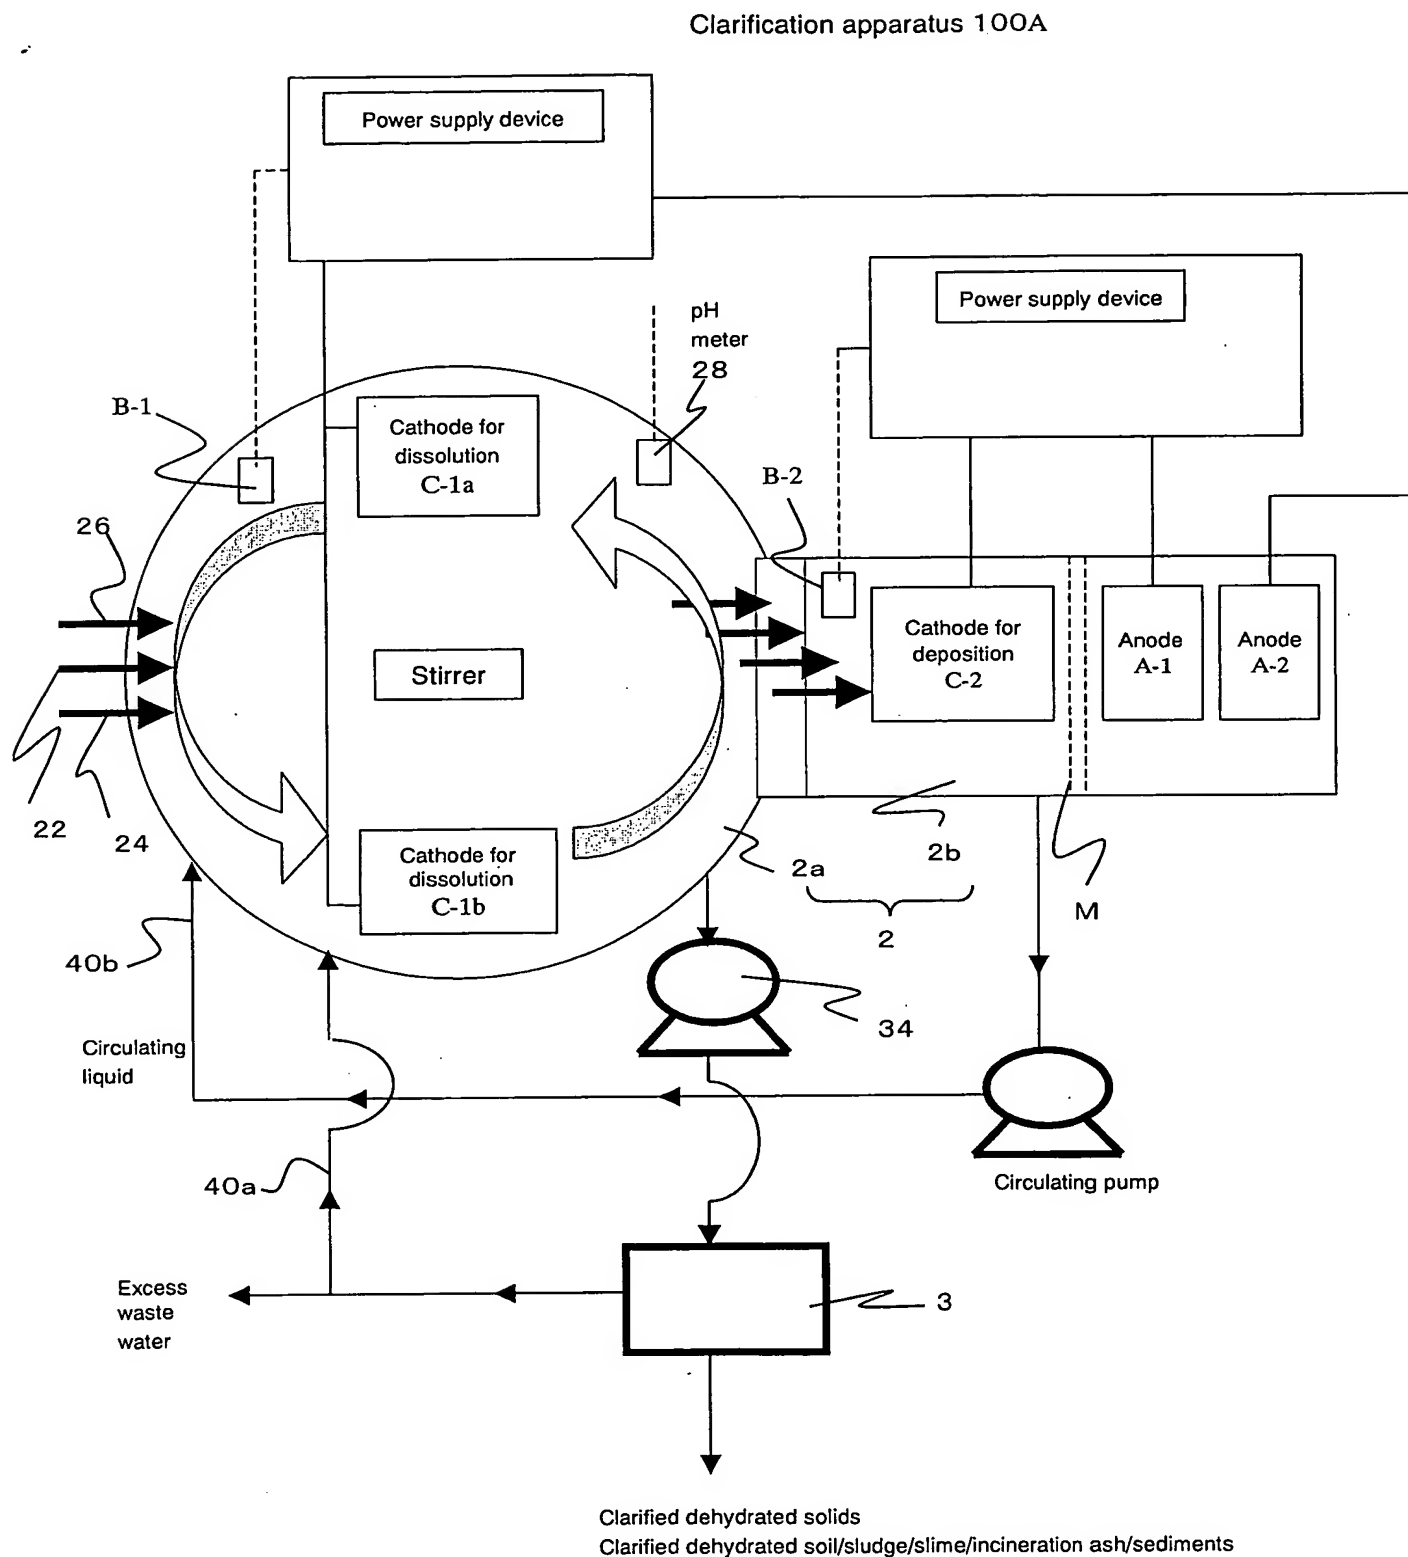 Clarification apparatus 100A
Power supply device
Power supply device
pH
meter
28
B-1
Cathode for
dissolution
C-1a
B-2
26
Cathode for
deposition
C-2
Anode
A-1
Anode
A-2
Stirrer
22
24
Cathode for
dissolution
C-1b
2a
2b
2
M
40b
34
Circulating
liquid
40a
Circulating pump
Excess
waste
water
3
Clarified dehydrated solids
Clarified dehydrated soil/sludge/slime/incineration ash/sediments